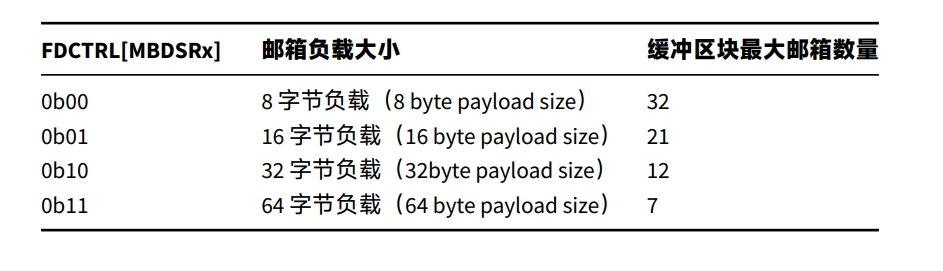 FDCTRL[MBDSRx] 邮箱负载大小 缓冲区块最大邮箱数量
0b00 8 字节负载（8 byte payload size） 32
0b01 16 字节负载（16 byte payload size） 21
0b10 32 字节负载（32byte payload size） 12
0b11 64 字节负载（64 byte payload size） 7